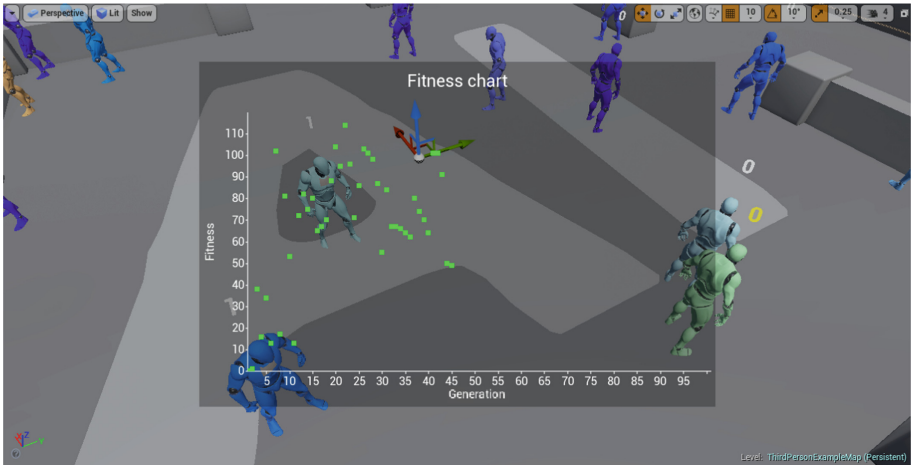 Perspective Lit Show
0
10 10° 0,25 4
Fitness chart
1
110
100
90
80
70
60
50
40
30
20
10
0
Fitness
5 10 15 20 25 30 35 40 45 50 55 60 65 70 75 80 85 90 95
Generation
0
0
1
Z
Y
Level: ThirdPersonExampleMap (Persistent)